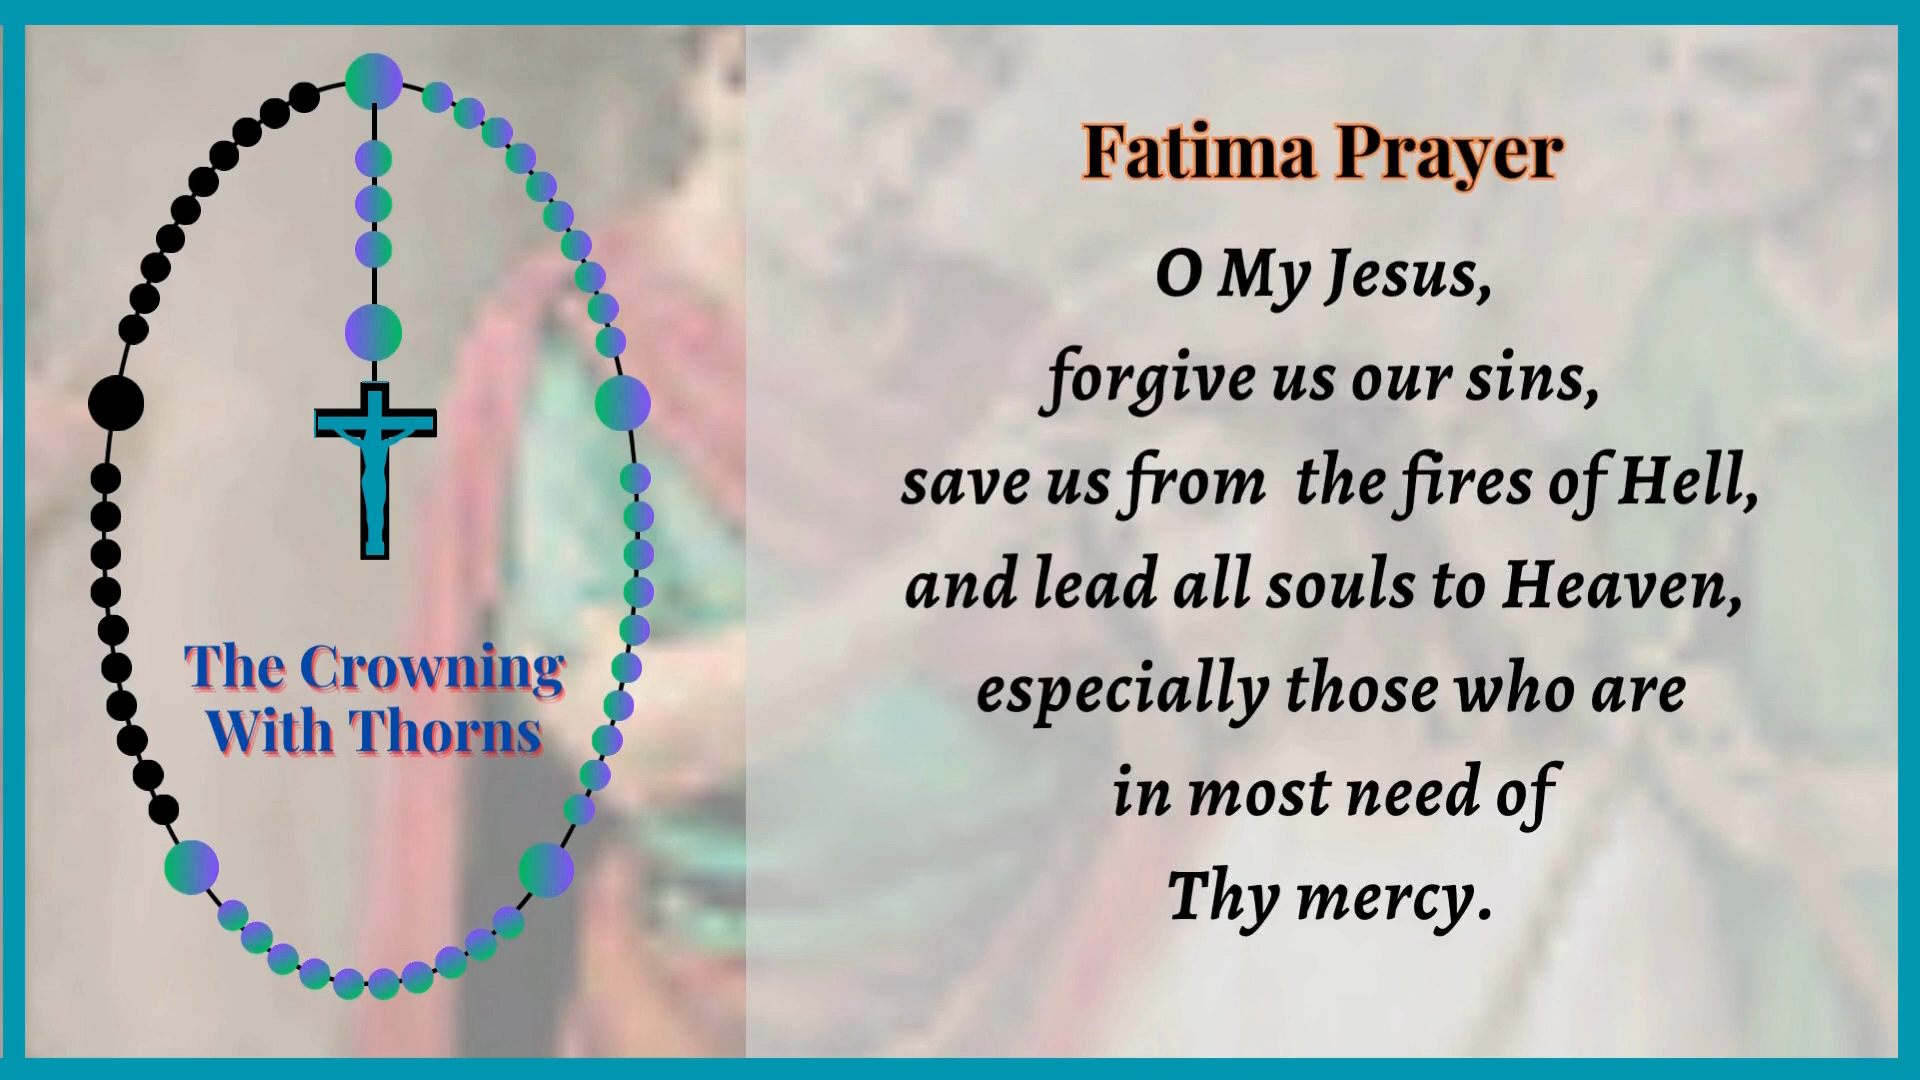 The Crowning
With Thorns
Fatima Prayer
O My Jesus,
forgive us our sins,
save us from  the fires of Hell,
and lead all souls to Heaven,
especially those who are
in most need of
Thy mercy.